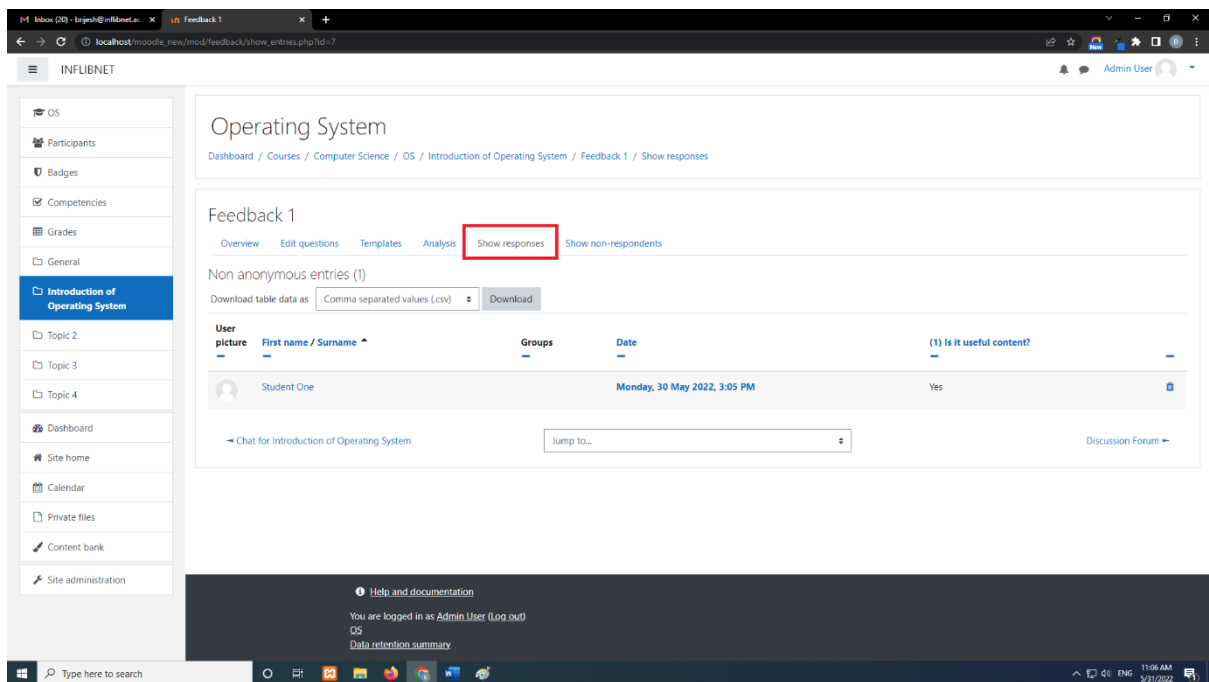 Inbox (20) - brijesh@inflibnet.ac. X
Feedback 1 X +
localhost/moodle_new/mod/feedback/show_entries.php?id=7
New
B
INFLIBNET
Admin User
OS
Participants
Badges
Competencies
Grades
General
Introduction of
Operating System
Topic 2
Topic 3
Topic 4
Dashboard
Site home
Calendar
Private files
Content bank
Site administration
Operating System
Dashboard / Courses / Computer Science / OS / Introduction of Operating System / Feedback 1 / Show responses
Feedback 1
Overview Edit questions Templates Analysis Show responses Show non-respondents
Non anonymous entries (1)
Download table data as Comma separated values (.csv) Download
User
picture First name / Surname Groups Date (1) Is it useful content?
Student One Monday, 30 May 2022, 3:05 PM Yes
◄ Chat for Introduction of Operating System Jump to... Discussion Forum ►
Help and documentation
You are logged in as Admin User (Log out)
OS
Data retention summary
Type here to search
ENG
11:06 AM
5/31/2022